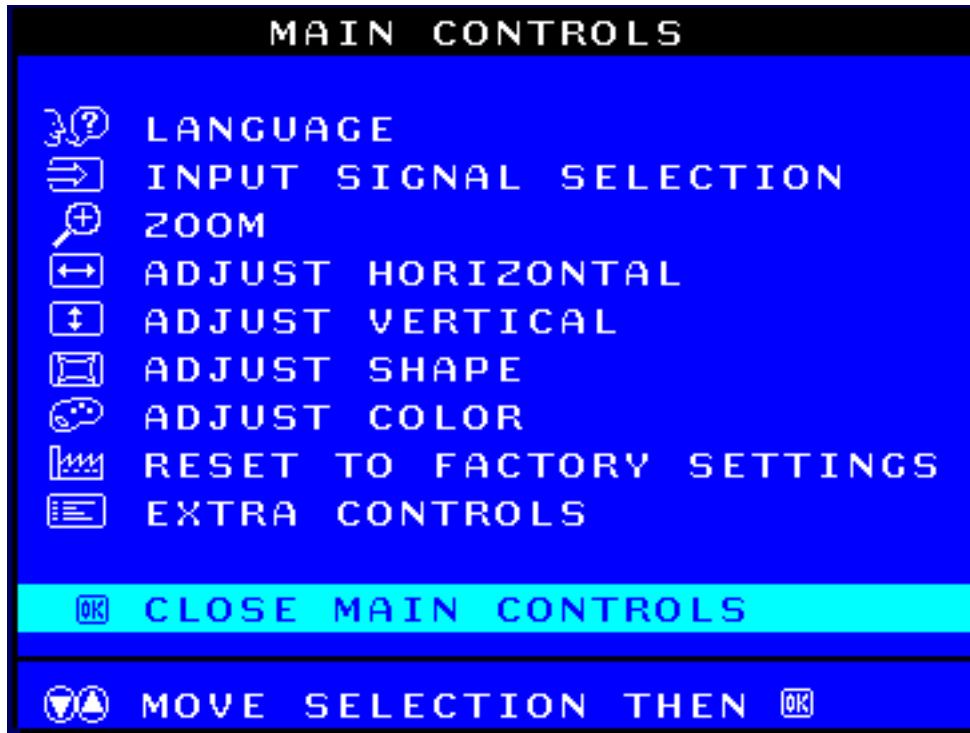 MAIN CONTROLS
LANGUAGE
INPUT SIGNAL SELECTION
ZOOM
ADJUST HORIZONTAL
ADJUST VERTICAL
ADJUST SHAPE
ADJUST COLOR
RESET TO FACTORY SETTINGS
EXTRA CONTROLS
OK CLOSE MAIN CONTROLS
MOVE SELECTION THEN OK